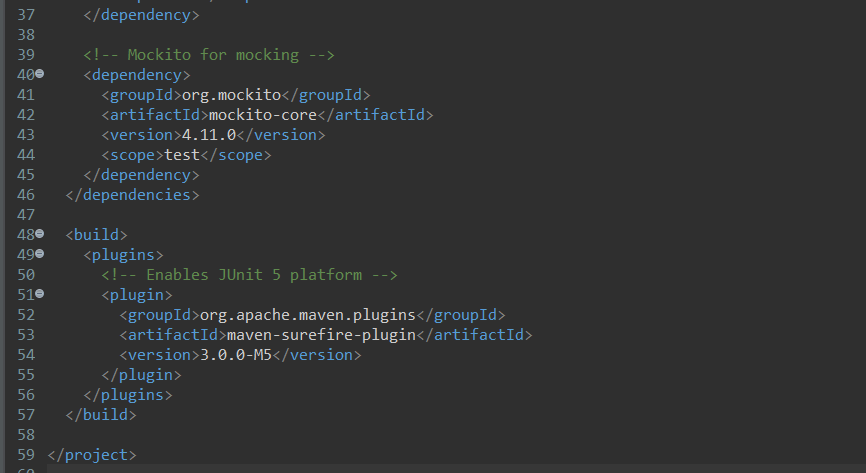 37 </dependency>
38
39 <!-- Mockito for mocking -->
40 <dependency>
41 <groupId>org.mockito</groupId>
42 <artifactId>mockito-core</artifactId>
43 <version>4.11.0</version>
44 <scope>test</scope>
45 </dependency>
46 </dependencies>
47
48 <build>
49 <plugins>
50 <!-- Enables JUnit 5 platform -->
51 <plugin>
52 <groupId>org.apache.maven.plugins</groupId>
53 <artifactId>maven-surefire-plugin</artifactId>
54 <version>3.0.0-M5</version>
55 </plugin>
56 </plugins>
57 </build>
58
59 </project>